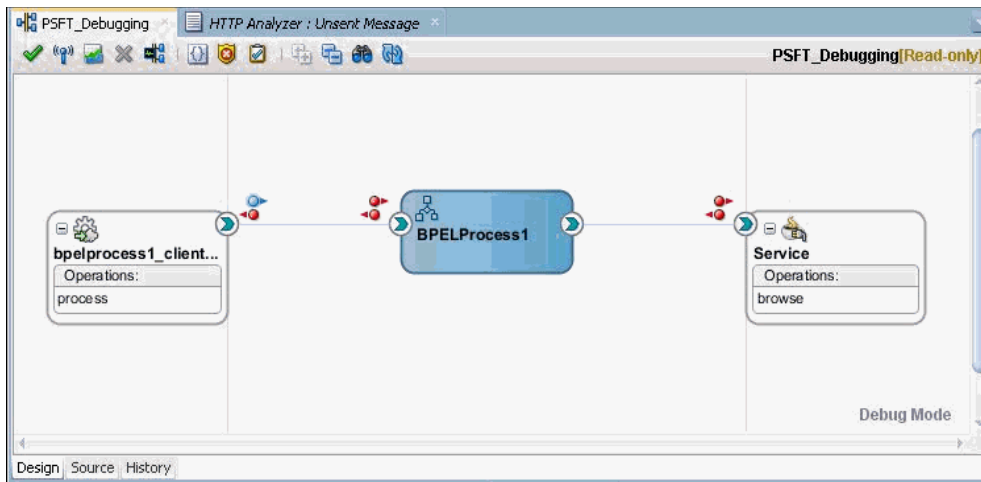 PSFT_Debugging
HTTP Analyzer : Unsent Message
PSFT_Debugging[Read-only]
bpelprocess1_client...
Operations:
process
BPELProcess1
Service
Operations:
browse
Debug Mode
Design Source History